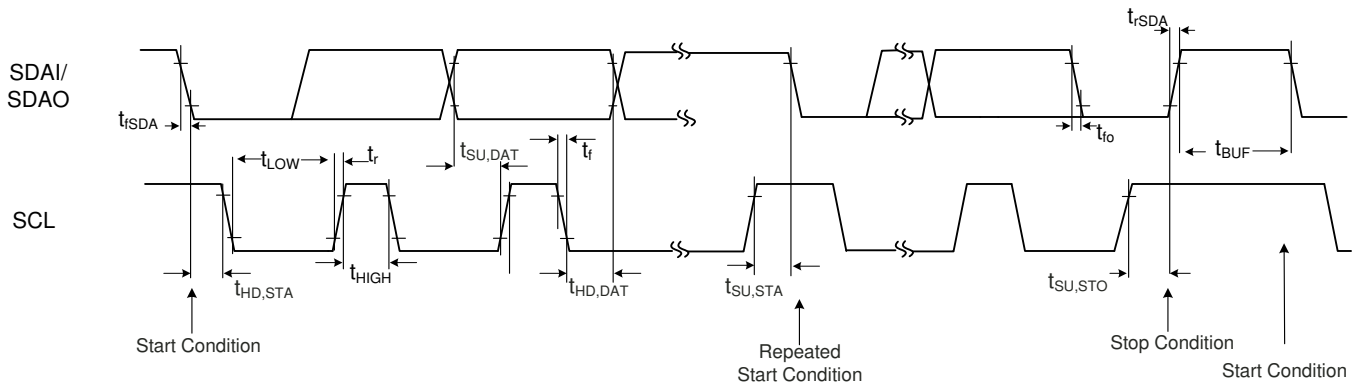 t_rSDA
SDAI/
SDAO
t_fSDA
t_LOW
t_r
t_SU,DAT
t_f
t_fo
t_BUF
SCL
t_HD,STA
t_HIGH
t_HD,DAT
t_SU,STA
t_SU,STO
Start Condition
Repeated
Start Condition
Stop Condition
Start Condition